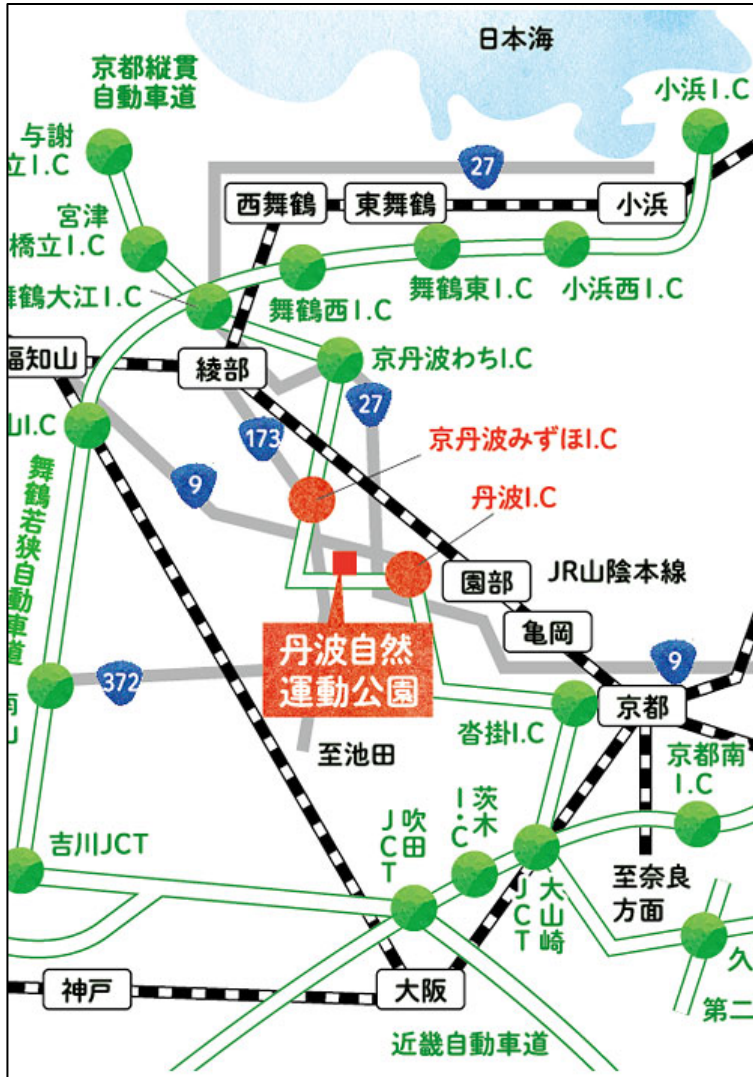 日本海
京都縦貫
自動車道
小浜I.C
与謝
立I.C
27
西舞鶴
東舞鶴
小浜
宮津
橋立I.C
舞鶴大江I.C
舞鶴西I.C
舞鶴東I.C
小浜西I.C
福知山
綾部
京丹波わちI.C
27
山I.C
173
京丹波みずほI.C
9
丹波I.C
舞鶴若狭自動車道
園部
JR山陰本線
亀岡
丹波自然
運動公園
9
372
南
山
京都
沓掛I.C
至池田
京都南
I.C
茨木
I.C
吹田
JCT
吉川JCT
大山崎
JCT
至奈良
方面
久
第二
神戸
大阪
近畿自動車道